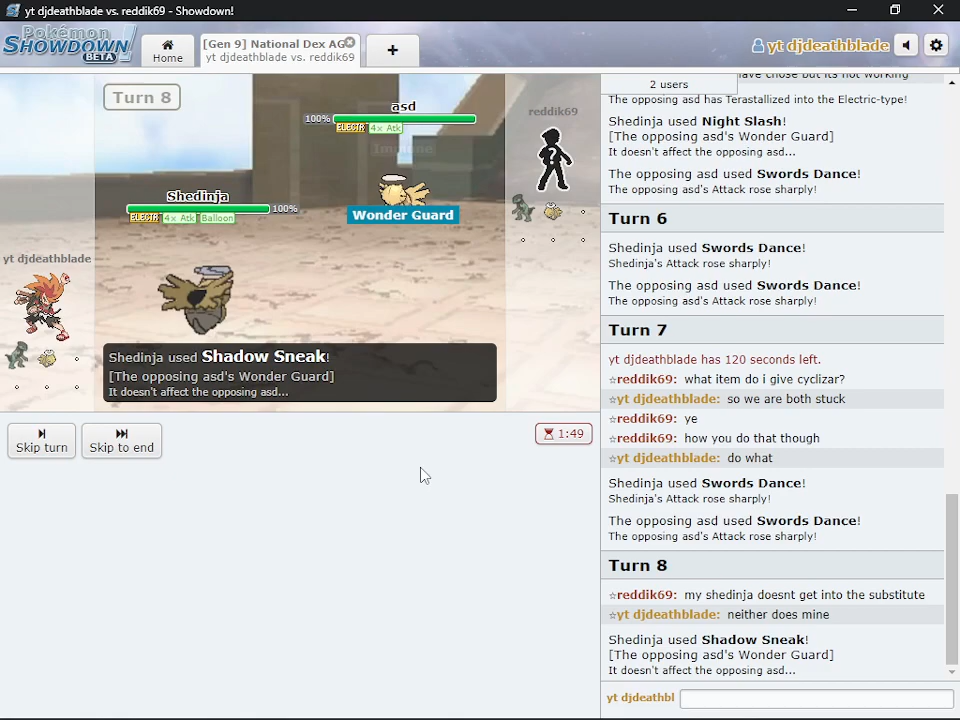 yt djdeathblade vs. reddik69 - Showdown!
Pokémon
SHOWDOWN
BETA
Home
[Gen 9] National Dex AG
yt djdeathblade vs. reddik69
+
yt djdeathblade
Turn 8
asd
100%
ELECTR 4x Atk
Immune
Wonder Guard
Shedinja
100%
ELECTR 4x Atk Balloon
reddik69
?
yt djdeathblade
Shedinja used Shadow Sneak!
[The opposing asd's Wonder Guard]
It doesn't affect the opposing asd...
Skip turn
Skip to end
1:49
2 users
have chose but its not working
The opposing asd has Terastallized into the Electric-type!
Shedinja used Night Slash!
[The opposing asd's Wonder Guard]
It doesn't affect the opposing asd...
The opposing asd used Swords Dance!
The opposing asd's Attack rose sharply!
Turn 6
Shedinja used Swords Dance!
Shedinja's Attack rose sharply!
The opposing asd used Swords Dance!
The opposing asd's Attack rose sharply!
Turn 7
yt djdeathblade has 120 seconds left.
☆reddik69: what item do i give cyclizar?
☆yt djdeathblade: so we are both stuck
☆reddik69: ye
☆reddik69: how you do that though
☆yt djdeathblade: do what
Shedinja used Swords Dance!
Shedinja's Attack rose sharply!
The opposing asd used Swords Dance!
The opposing asd's Attack rose sharply!
Turn 8
☆reddik69: my shedinja doesnt get into the substitute
☆yt djdeathblade: neither does mine
Shedinja used Shadow Sneak!
[The opposing asd's Wonder Guard]
It doesn't affect the opposing asd...
yt djdeathbl